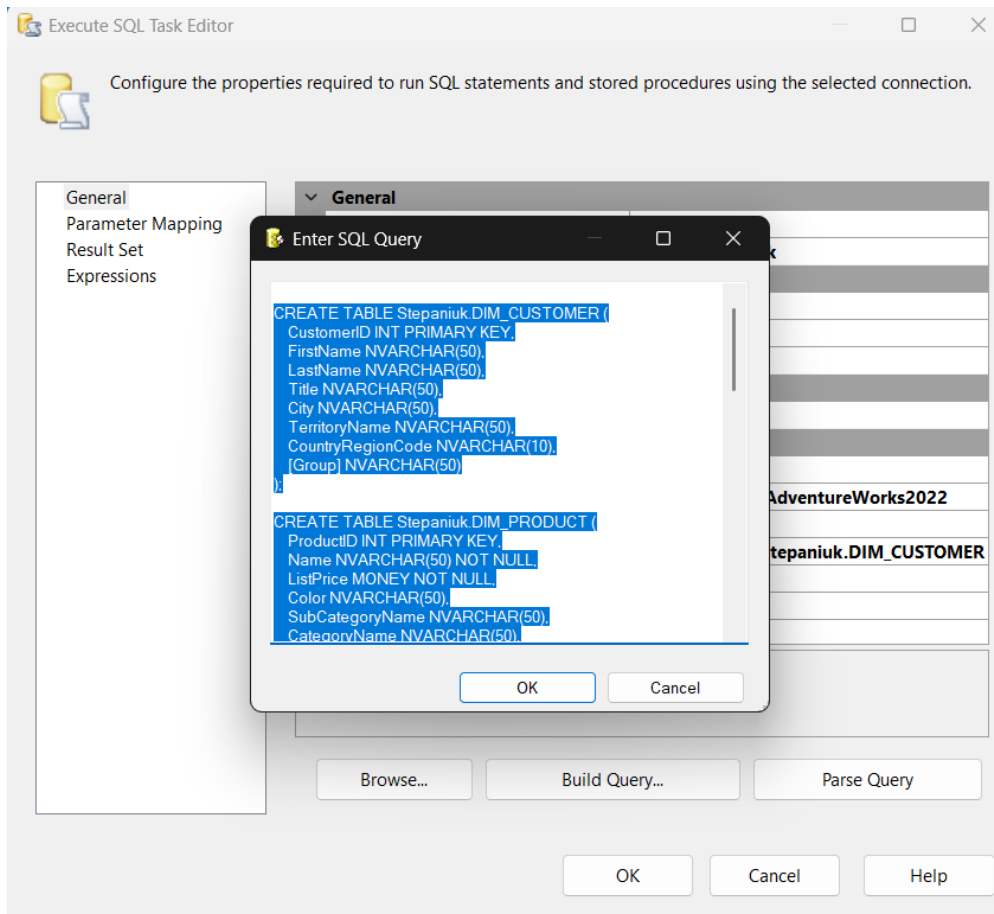 Execute SQL Task Editor
Configure the properties required to run SQL statements and stored procedures using the selected connection.
General
Parameter Mapping
Result Set
Expressions
General
Enter SQL Query
CREATE TABLE Stepaniuk.DIM_CUSTOMER (
CustomerID INT PRIMARY KEY,
FirstName NVARCHAR(50),
LastName NVARCHAR(50),
Title NVARCHAR(50),
City NVARCHAR(50),
TerritoryName NVARCHAR(50),
CountryRegionCode NVARCHAR(10),
[Group] NVARCHAR(50)
);
CREATE TABLE Stepaniuk.DIM_PRODUCT (
ProductID INT PRIMARY KEY,
Name NVARCHAR(50) NOT NULL,
ListPrice MONEY NOT NULL,
Color NVARCHAR(50),
SubCategoryName NVARCHAR(50),
CategoryName NVARCHAR(50),
OK
Cancel
AdventureWorks2022
tepaniuk.DIM_CUSTOMER
Browse...
Build Query...
Parse Query
OK
Cancel
Help